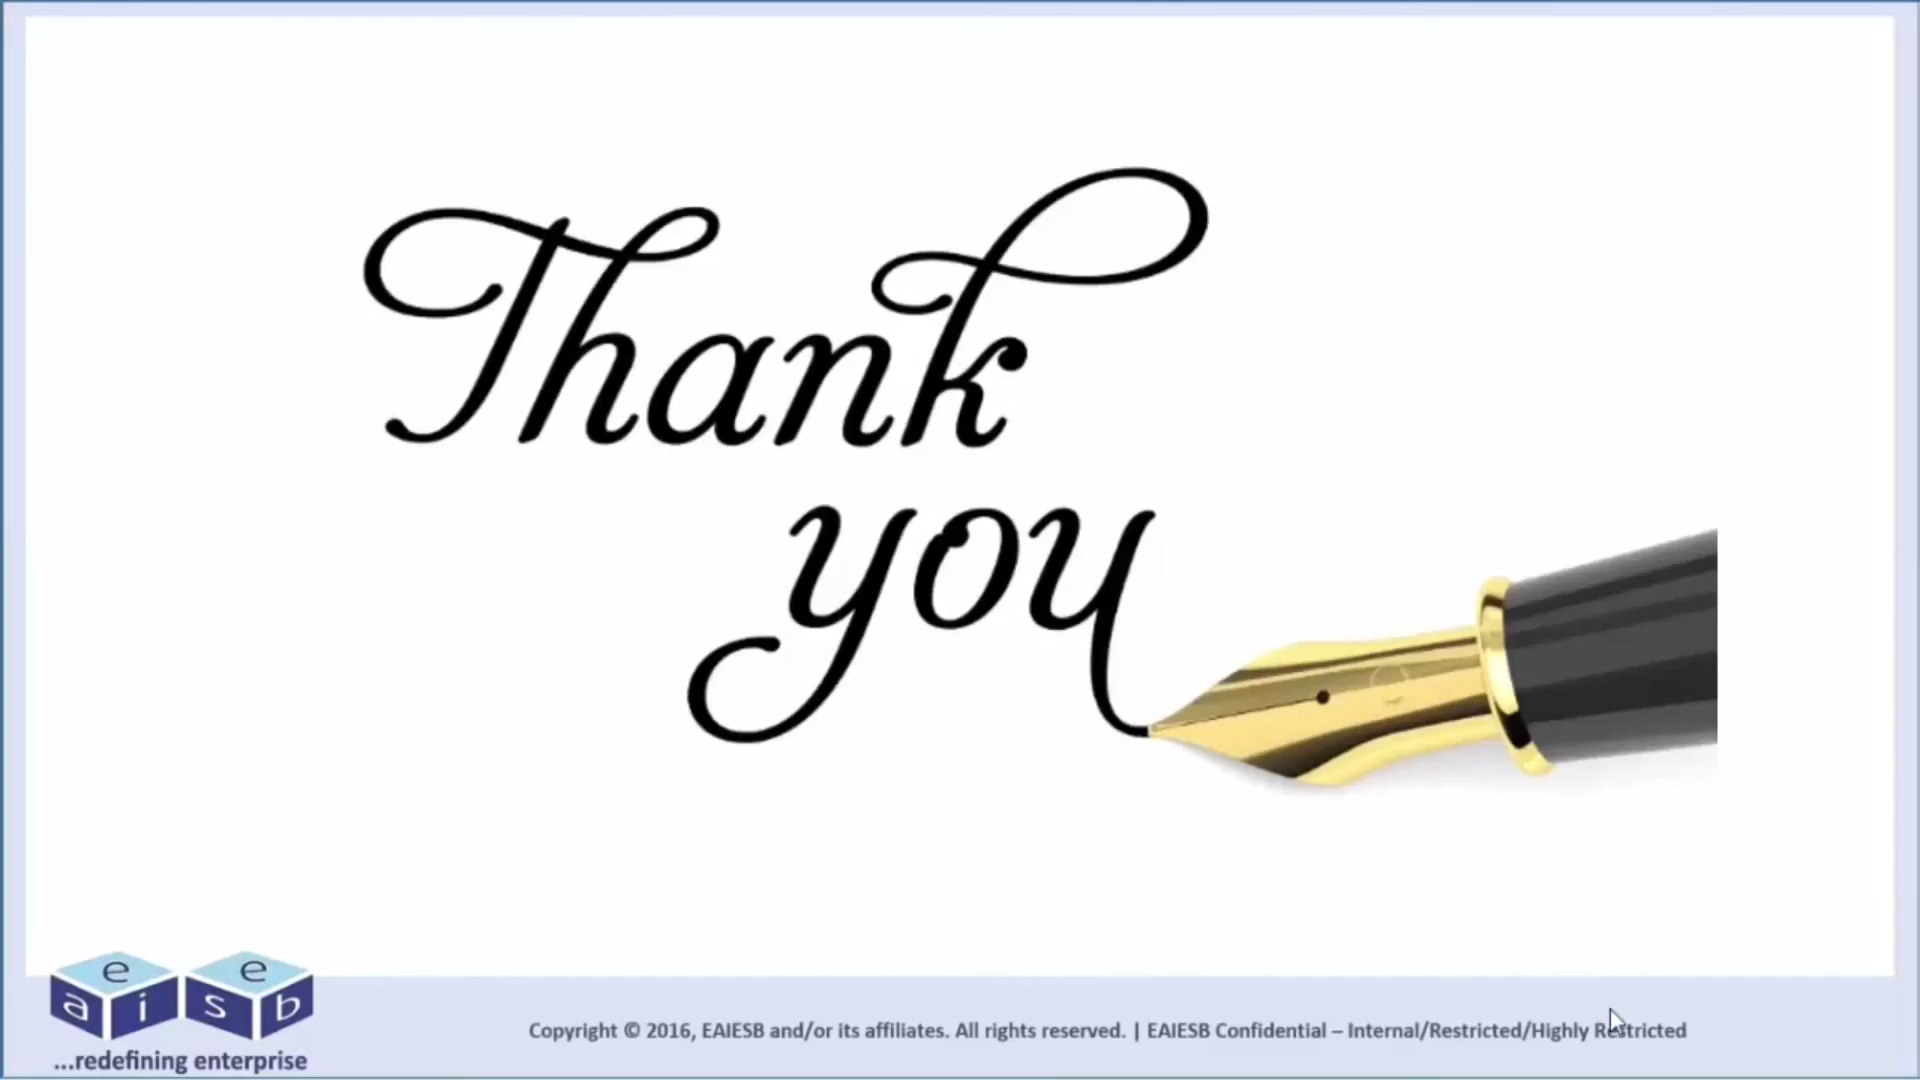 Thank
you
e e
a i s b
...redefining enterprise
Copyright © 2016, EAIESB and/or its affiliates. All rights reserved. | EAIESB Confidential – Internal/Restricted/Highly Restricted